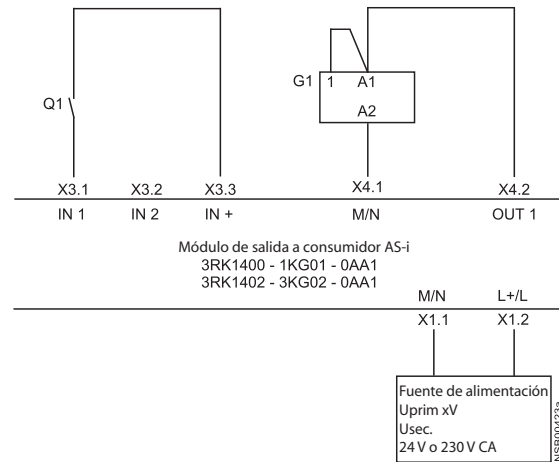 G1 1 A1
A2
Q1
X3.1 X3.2 X3.3 X4.1 X4.2
IN 1 IN 2 IN + M/N OUT 1
Módulo de salida a consumidor AS-i
3RK1400 - 1KG01 - 0AA1
3RK1402 - 3KG02 - 0AA1
M/N L+/L
X1.1 X1.2
Fuente de alimentación
Uprim xV
Usec.
24 V o 230 V CA
NSB00423a